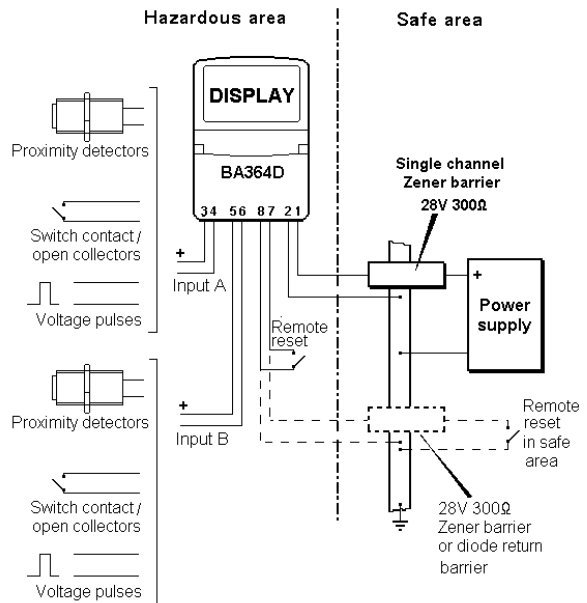 Hazardous area
Safe area
DISPLAY
BA364D
34 56 87 21
Proximity detectors
Switch contact /
open collectors
Voltage pulses
+
Input A
Remote
reset
Single channel
Zener barrier
28V 300Ω
+
Power
supply
Proximity detectors
Switch contact /
open collectors
Voltage pulses
+
Input B
Remote
reset
in safe
area
28V 300Ω
Zener barrier
or diode return
barrier